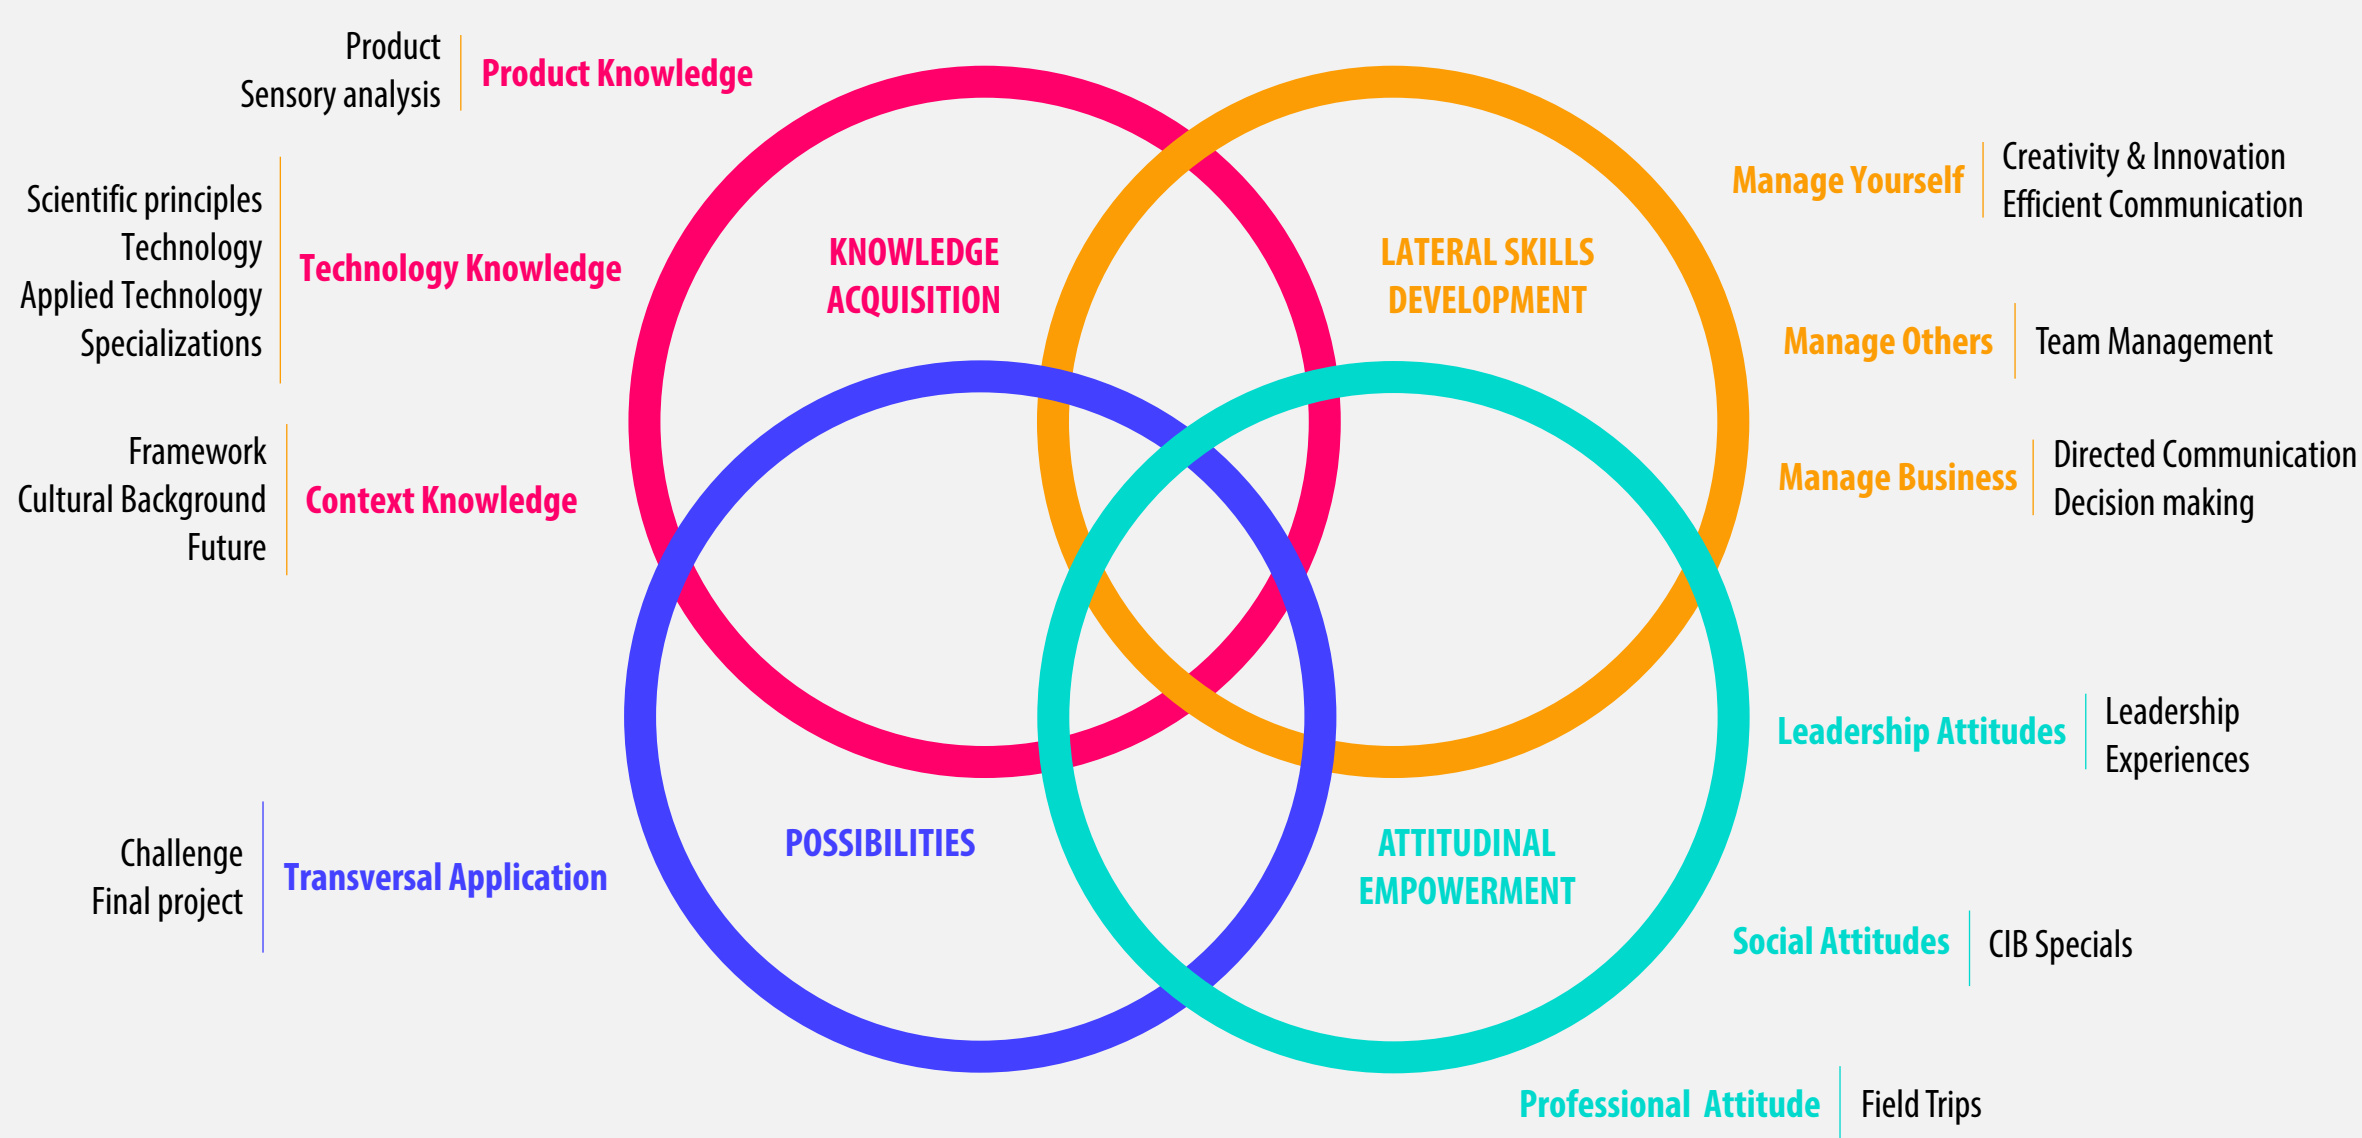 Product
Sensory analysis
Product Knowledge
Scientific principles
Technology
Applied Technology
Specializations
Technology Knowledge
Framework
Cultural Background
Future
Context Knowledge
KNOWLEDGE
ACQUISITION
LATERAL SKILLS
DEVELOPMENT
Manage Yourself
Creativity & Innovation
Efficient Communication
Manage Others
Team Management
Manage Business
Directed Communication
Decision making
Challenge
Final project
Transversal Application
POSSIBILITIES
ATTITUDINAL
EMPOWERMENT
Leadership Attitudes
Leadership
Experiences
Social Attitudes
CIB Specials
Professional Attitude
Field Trips